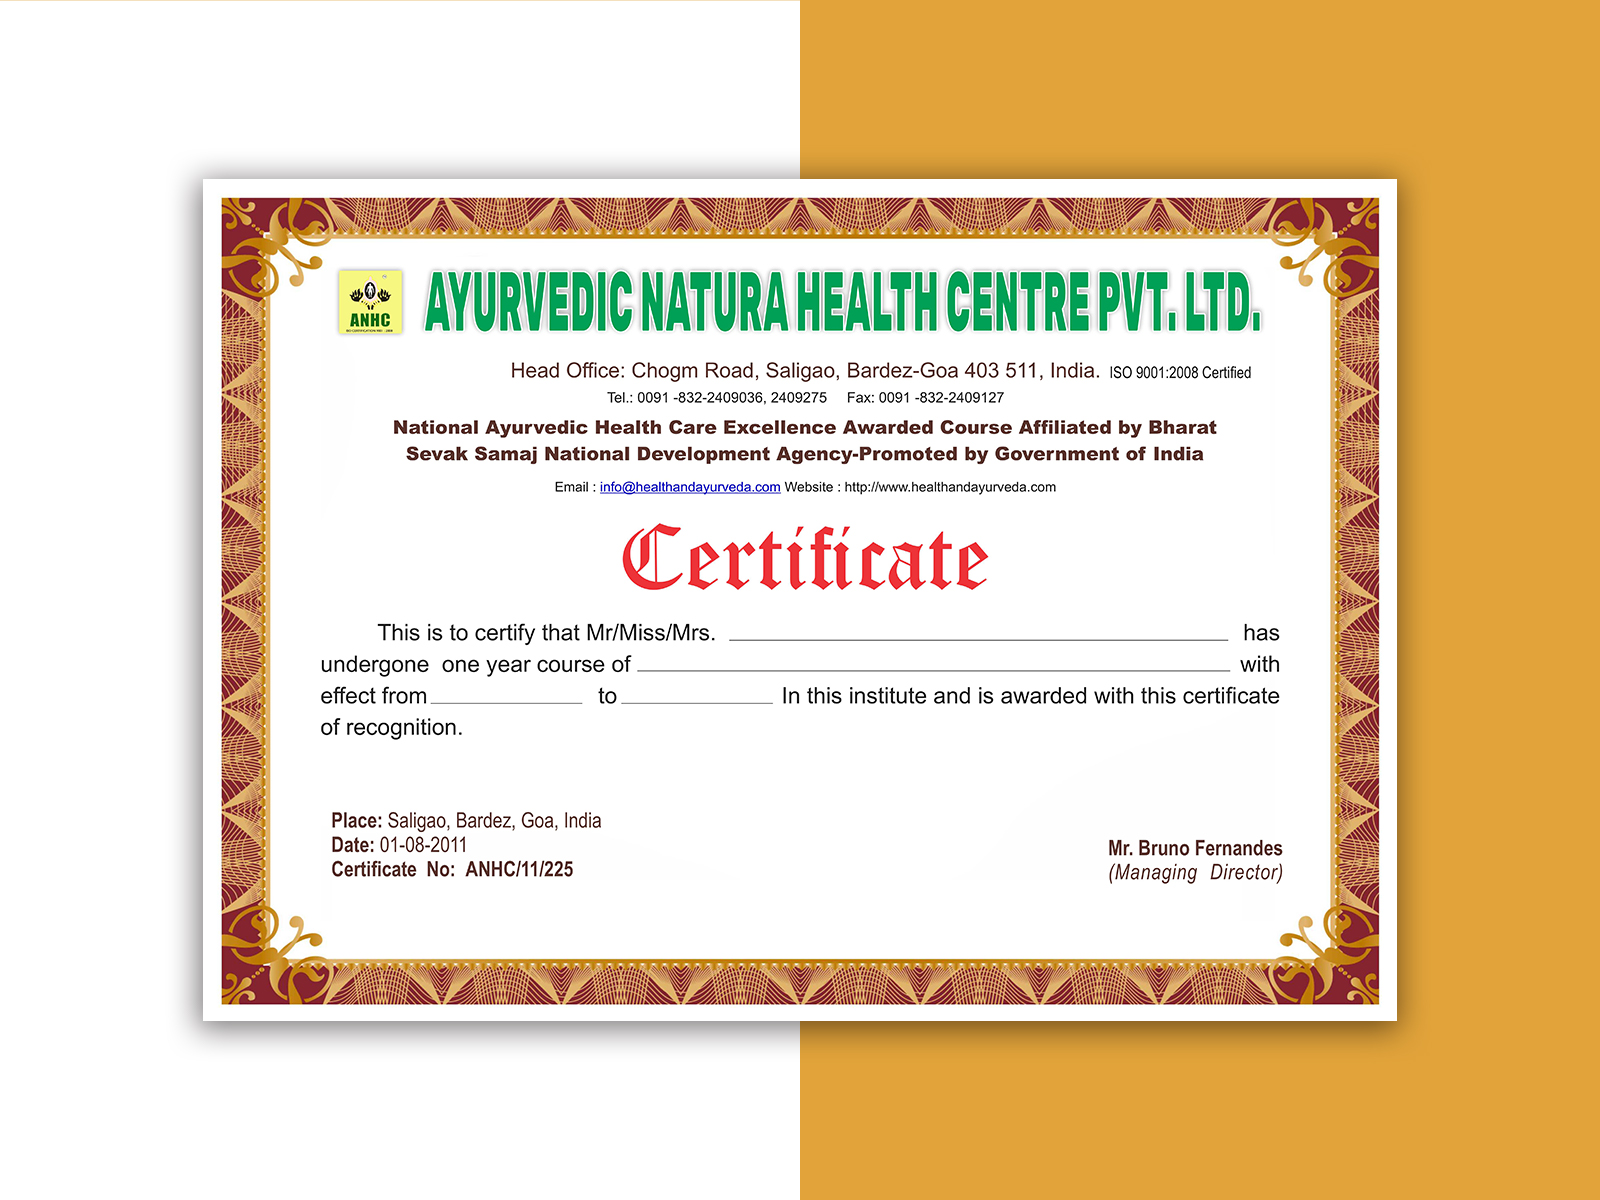 ANHC
AYURVEDIC NATURA HEALTH CENTRE PVT. LTD.
Head Office: Chogm Road, Saligao, Bardez-Goa 403 511, India. ISO 9001:2008 Certified
Tel.: 0091 -832-2409036, 2409275 Fax: 0091 -832-2409127
National Ayurvedic Health Care Excellence Awarded Course Affiliated by Bharat
Sevak Samaj National Development Agency-Promoted by Government of India
Email : info@healthandayurveda.com Website : http://www.healthandayurveda.com
Certificate
This is to certify that Mr/Miss/Mrs. has
undergone one year course of with
effect from to In this institute and is awarded with this certificate
of recognition.
Place: Saligao, Bardez, Goa, India
Date: 01-08-2011
Certificate No: ANHC/11/225
Mr. Bruno Fernandes
(Managing Director)